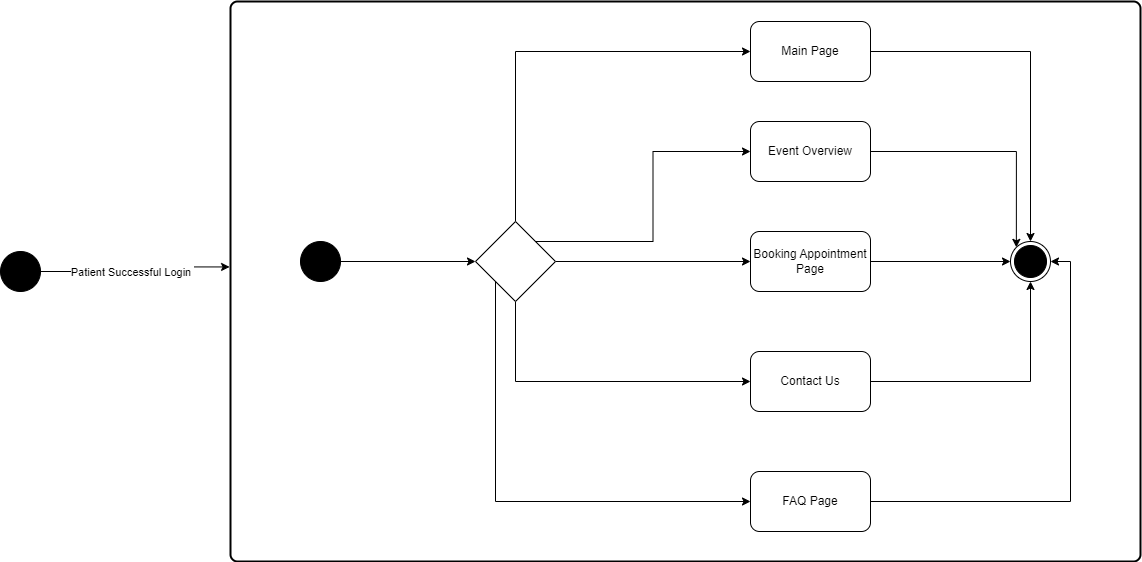 Main Page
Event Overview
Patient Successful Login
Booking Appointment
Page
Contact Us
FAQ Page